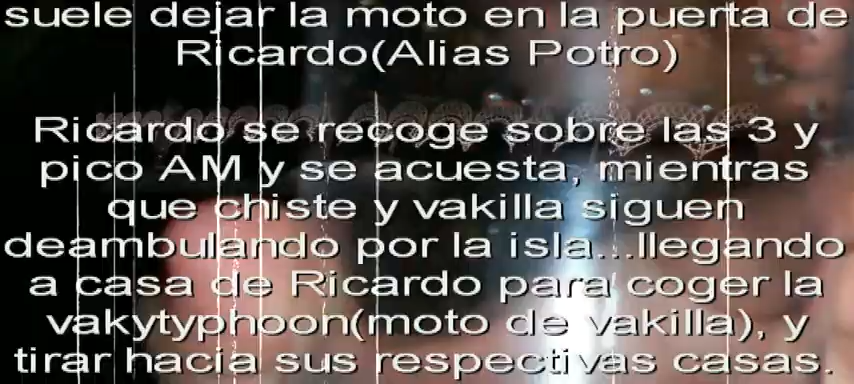 suele dejar la moto en la puerta de
Ricardo(Alias Potro)
Ricardo se recoge sobre las 3 y
pico AM y se acuesta, mientras
que chiste y vakilla siguen
deambulando por la isla...llegando
a casa de Ricardo para coger la
vakytyphoon(moto de vakilla), y
tirar hacia sus respectivas casas.